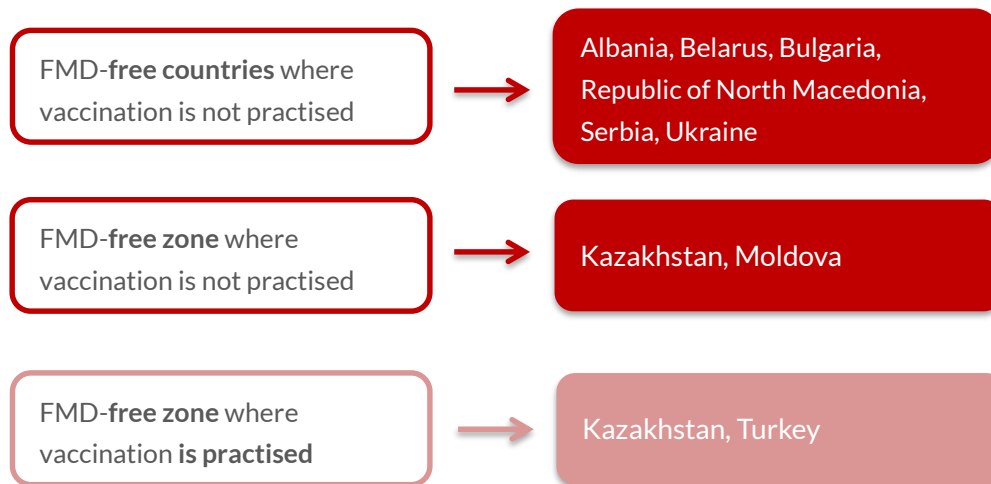 FMD-free countries where
vaccination is not practised
Albania, Belarus, Bulgaria,
Republic of North Macedonia,
Serbia, Ukraine
FMD-free zone where
vaccination is not practised
Kazakhstan, Moldova
FMD-free zone where
vaccination is practised
Kazakhstan, Turkey